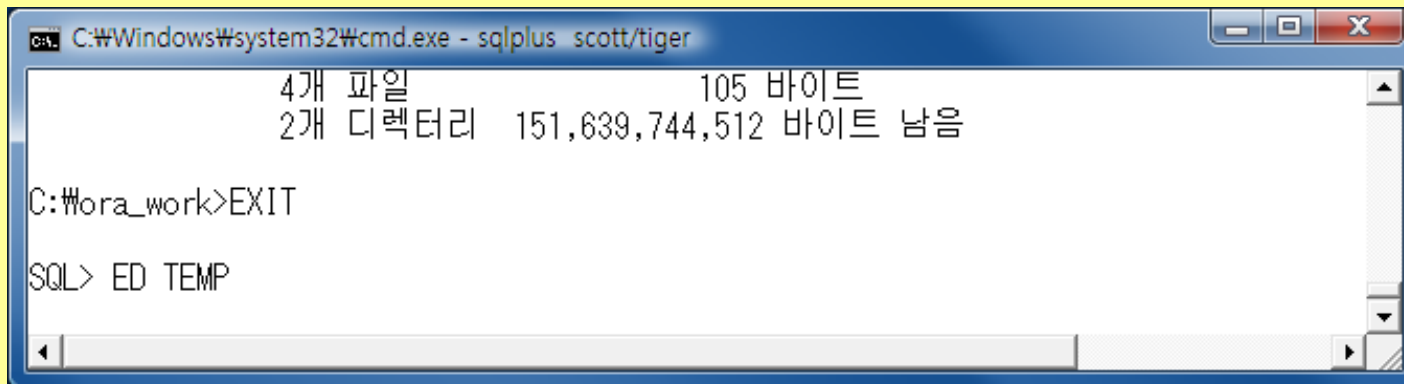 C:₩Windows₩system32₩cmd.exe - sqlplus  scott/tiger
4개 파일                 105 바이트
2개 디렉터리  151,639,744,512 바이트 남음
C:₩ora_work>EXIT
SQL> ED TEMP